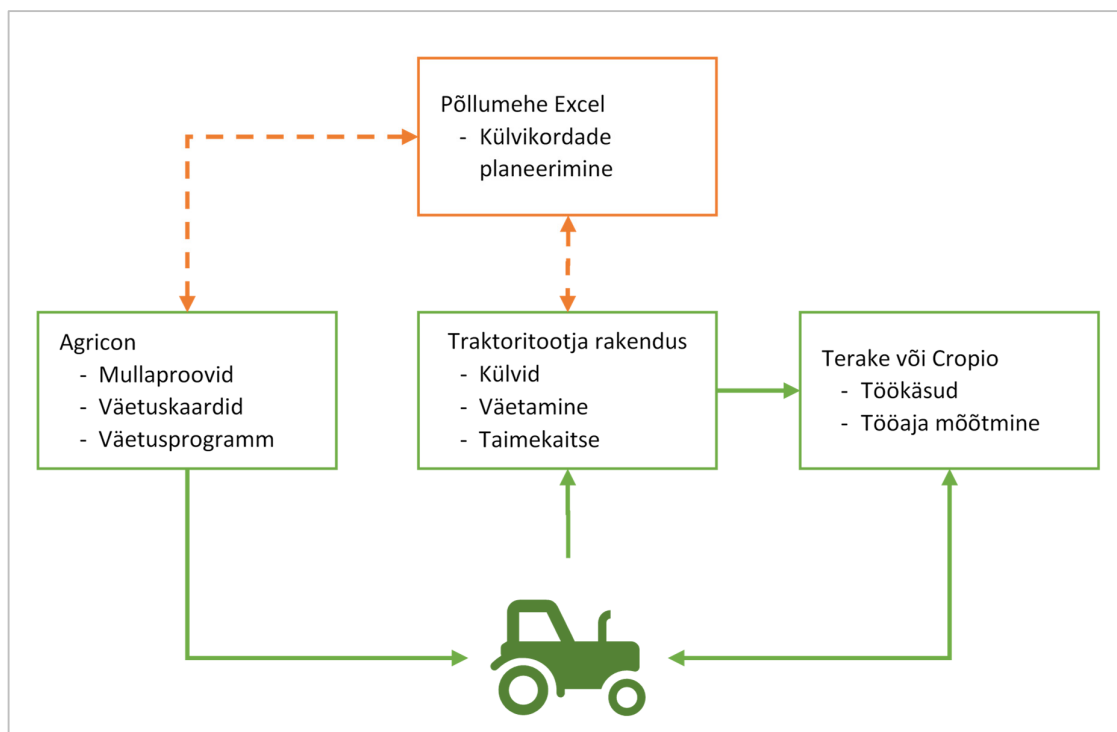 Põllumehe Excel
- Külvikordade
planeerimine
Agricon
- Mullaproovid
- Väetuskaardid
- Väetusprogramm
Traktoritootja rakendus
- Külvid
- Väetamine
- Taimekaitse
Terake või Cropio
- Töökäsud
- Tööaja mõõtmine